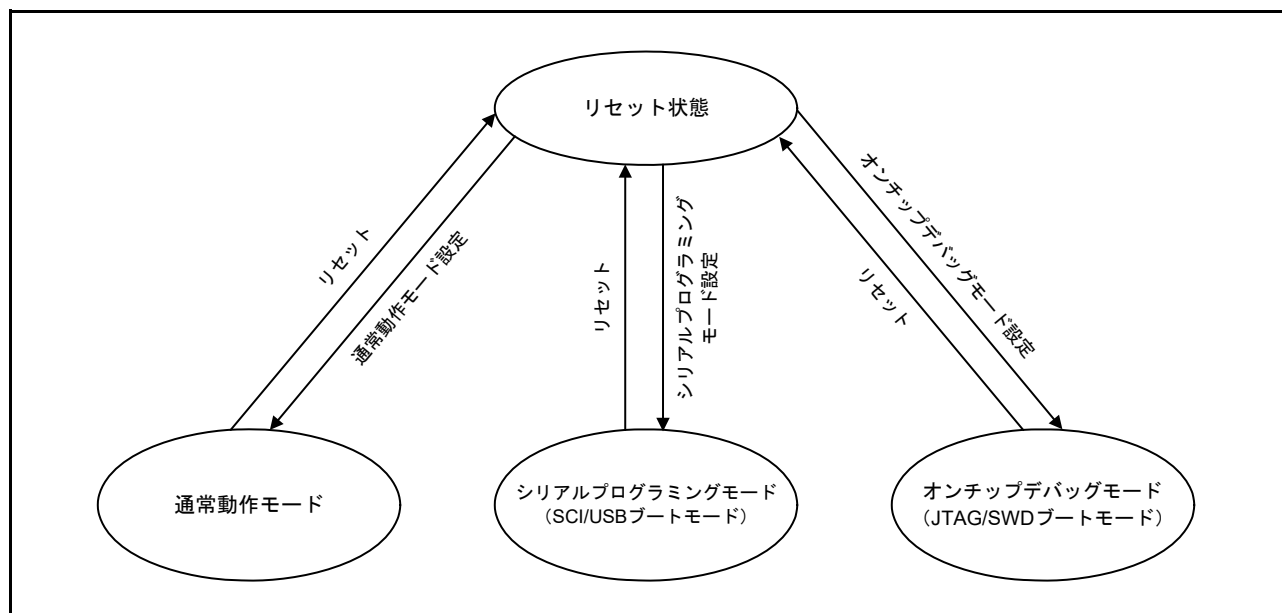 リセット状態
リセット
通常動作モード設定
リセット
シリアルプログラミング
モード設定
オンチップデバッグモード設定
リセット
通常動作モード
シリアルプログラミングモード
（SCI/USBブートモード）
オンチップデバッグモード
（JTAG/SWDブートモード）